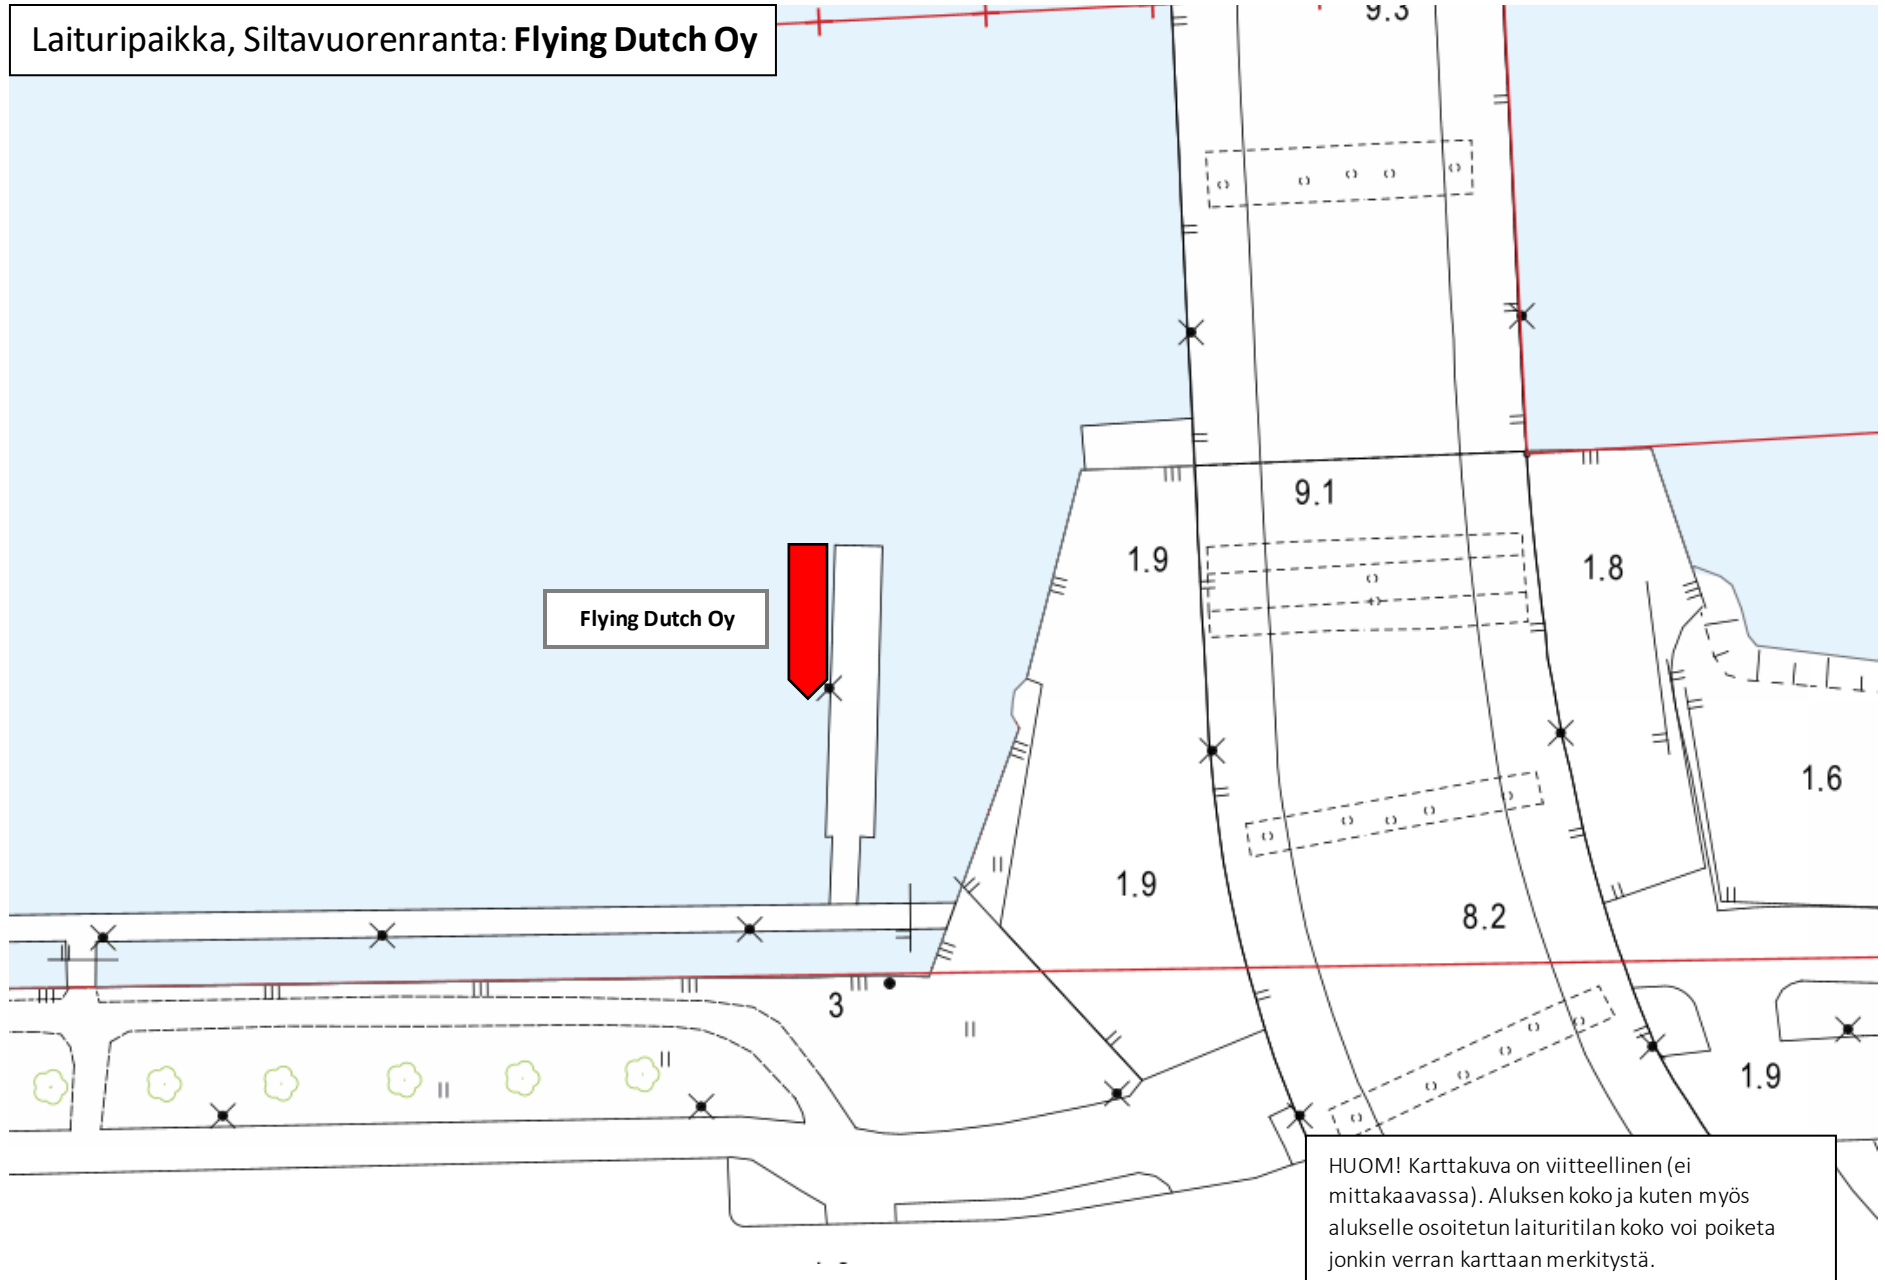 Laituripaikka, Siltavuorenranta: Flying Dutch Oy
9.3
9.1
1.9
1.8
Flying Dutch Oy
1.6
1.9
8.2
3
1.9
HUOM! Karttakuva on viitteellinen (ei
mittakaavassa). Aluksen koko ja kuten myös
alukselle osoitetun laituritilan koko voi poiketa
jonkin verran karttaan merkitystä.